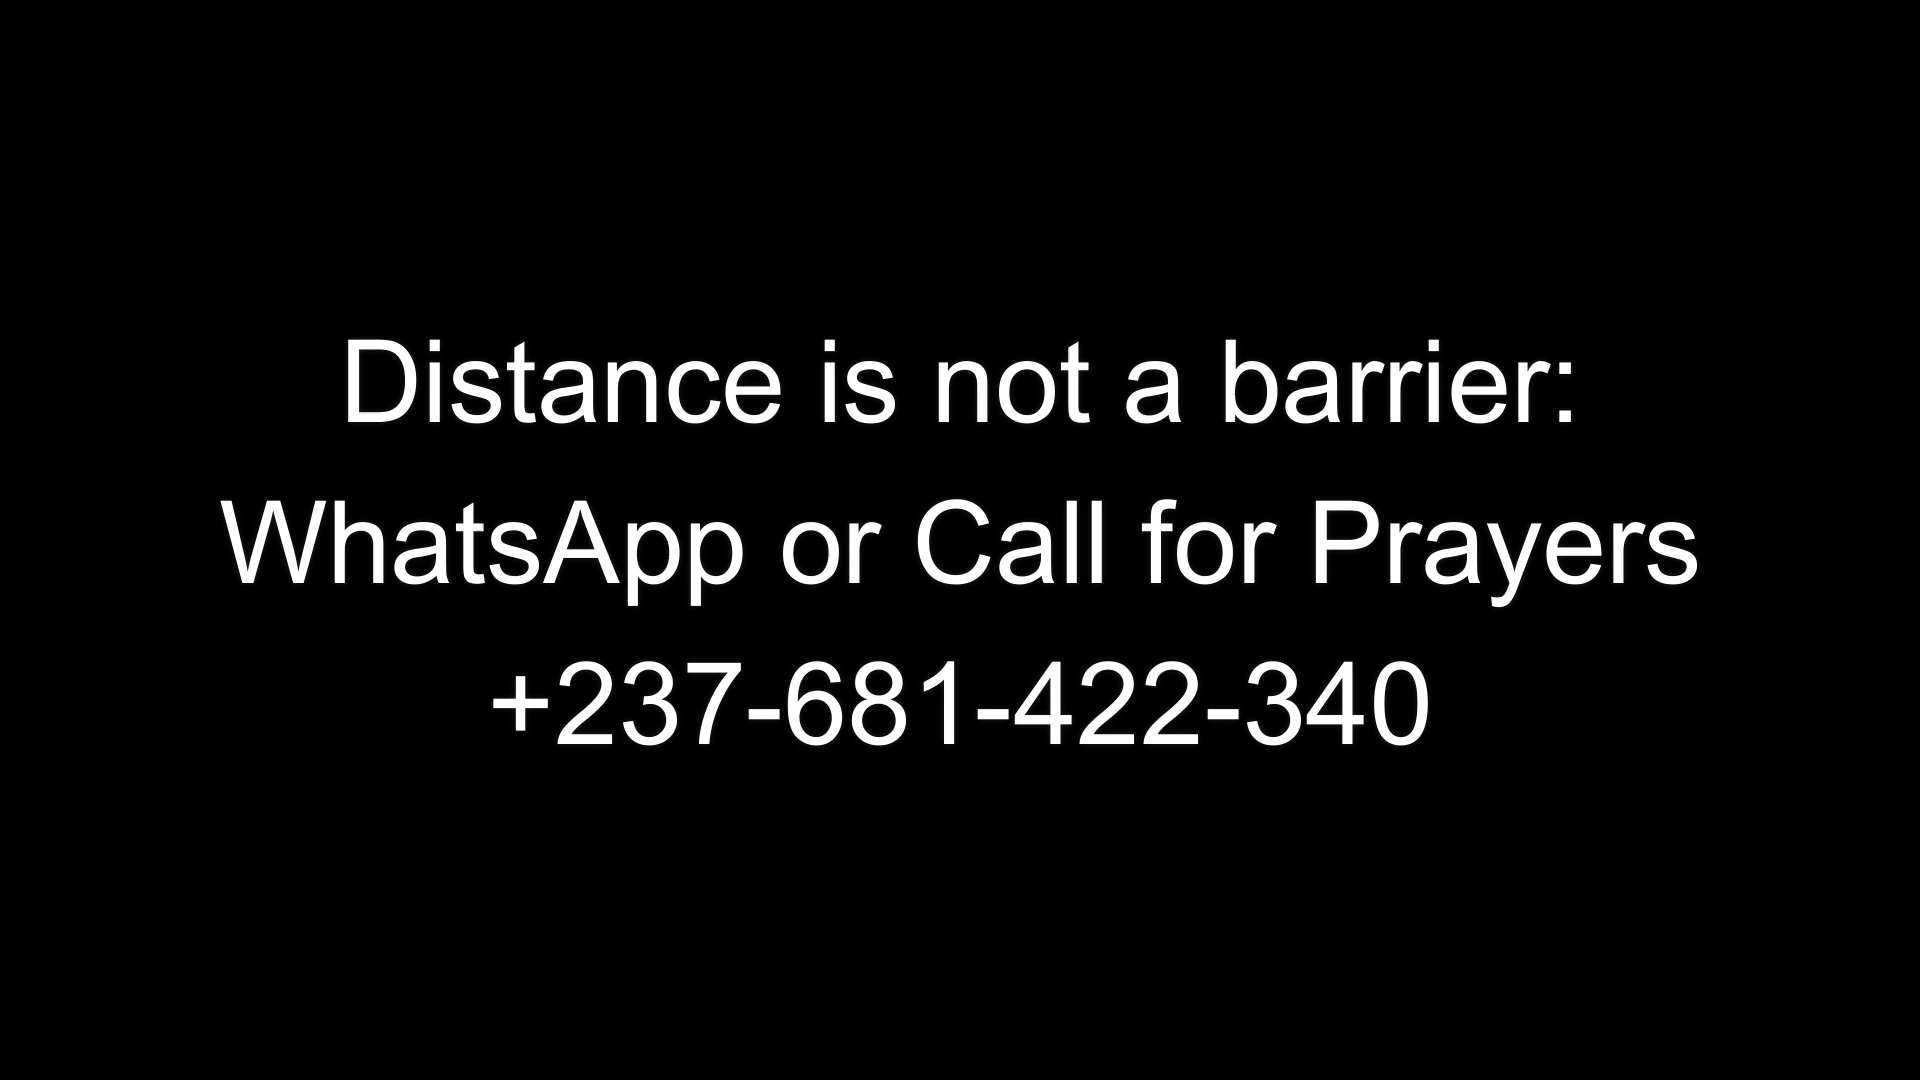 Distance is not a barrier:
WhatsApp or Call for Prayers
+237-681-422-340